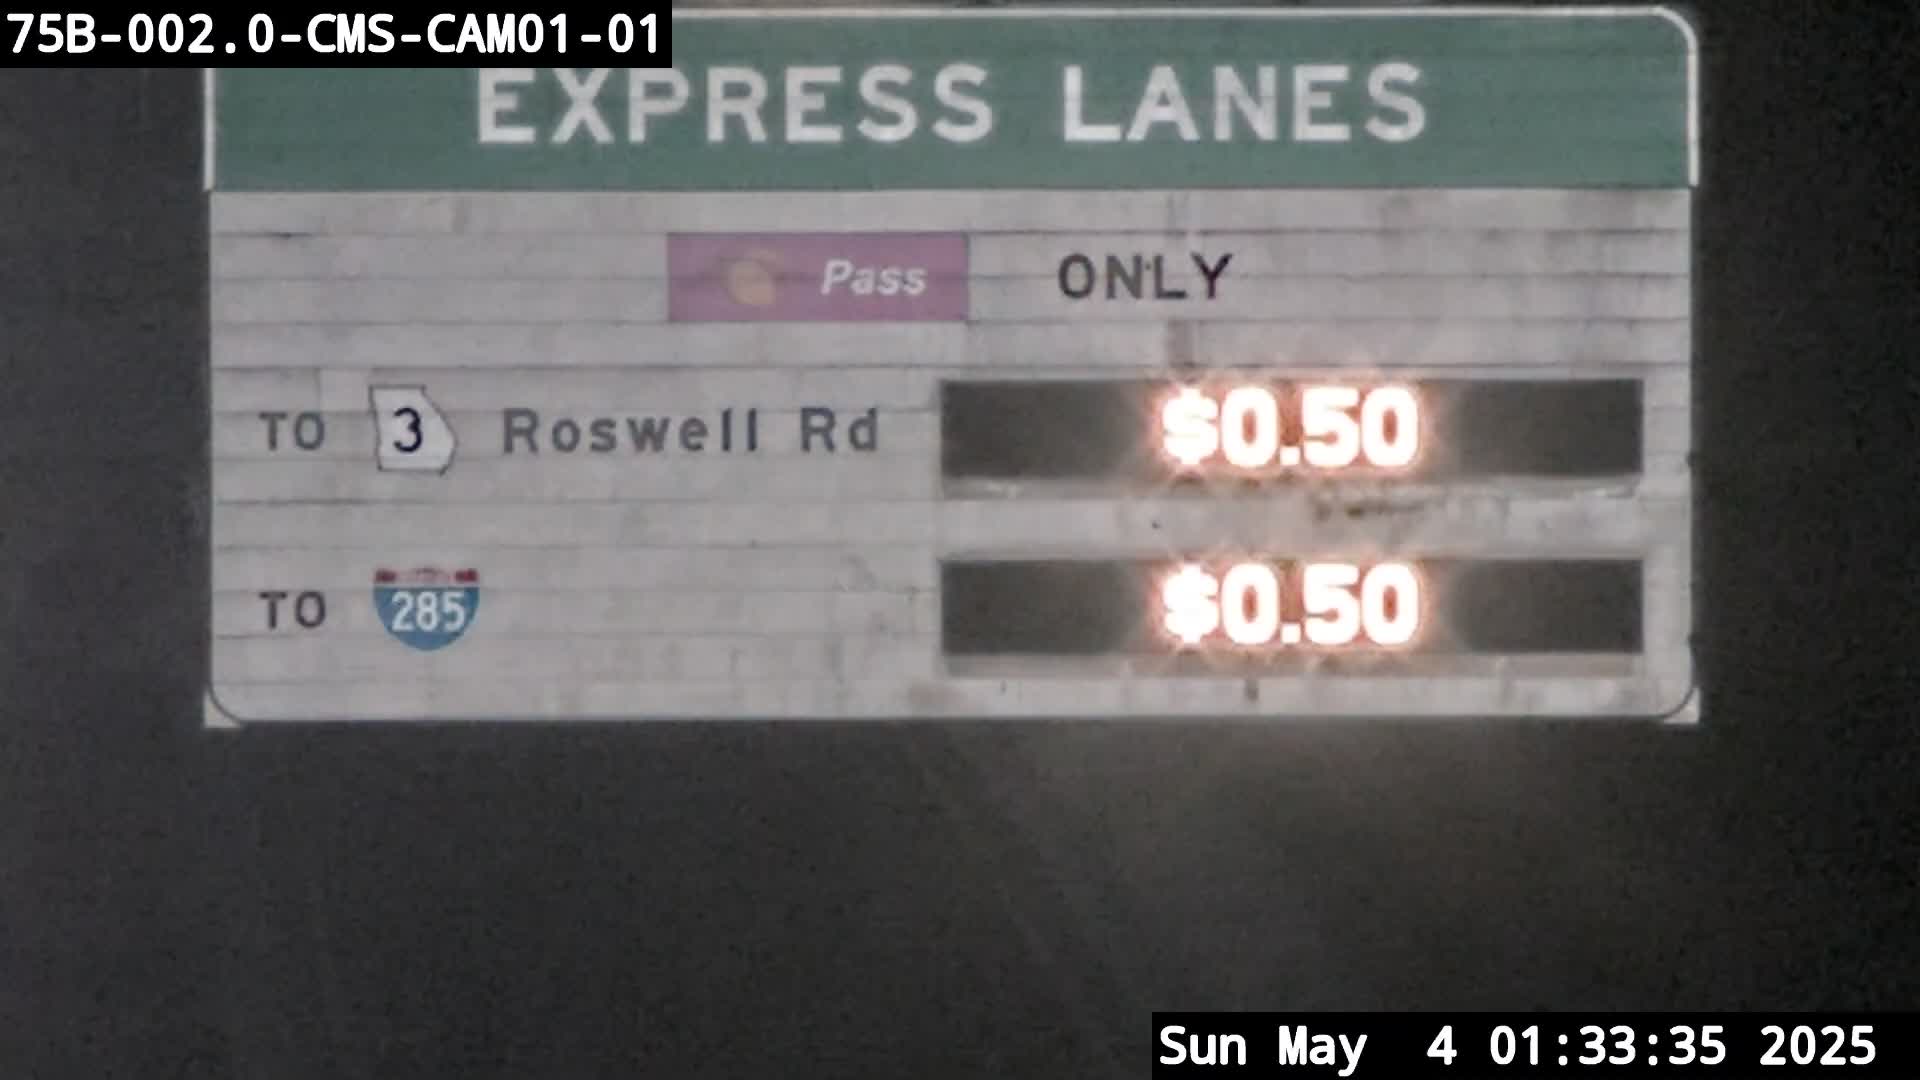 75B-002.0-CMS-CAM01-01
EXPRESS LANES
Pass ONLY
TO 3 Roswell Rd $0.50
TO 285 $0.50
Sun May 4 01:33:35 2025